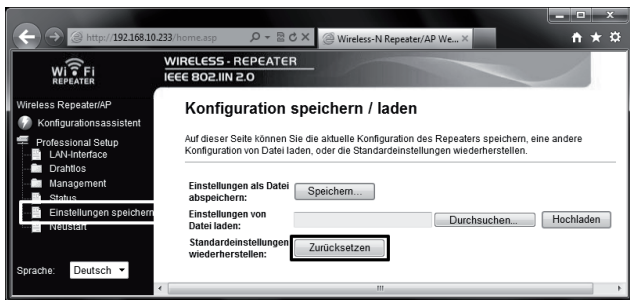 http://192.168.10.233/home.asp
Wireless-N Repeater/AP We...
Wi Fi
REPEATER
WIRELESS - REPEATER
IEEE 802.11N 2.0
Wireless Repeater/AP
Konfigurationsassistent
Professional Setup
LAN-Interface
Drahtlos
Management
Status
Einstellungen speichern
Neustart
Sprache: Deutsch
Konfiguration speichern / laden
Auf dieser Seite können Sie die aktuelle Konfiguration des Repeaters speichern, eine andere
Konfiguration von Datei laden, oder die Standardeinstellungen wiederherstellen.
Einstellungen als Datei
abspeichern:
Speichern...
Einstellungen von
Datei laden:
Durchsuchen...
Hochladen
Standardeinstellungen
wiederherstellen:
Zurücksetzen